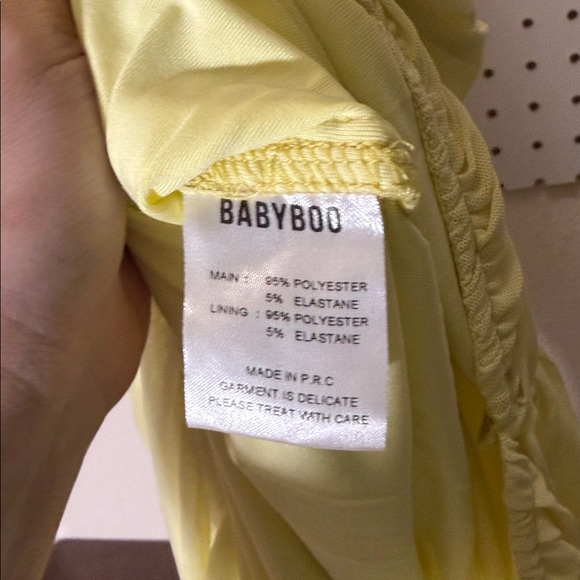 BABYBOO
MAIN : 95% POLYESTER
5% ELASTANE
LINING : 95% POLYESTER
5% ELASTANE
MADE IN P.R.C
GARMENT IS DELICATE
PLEASE TREAT WITH CARE